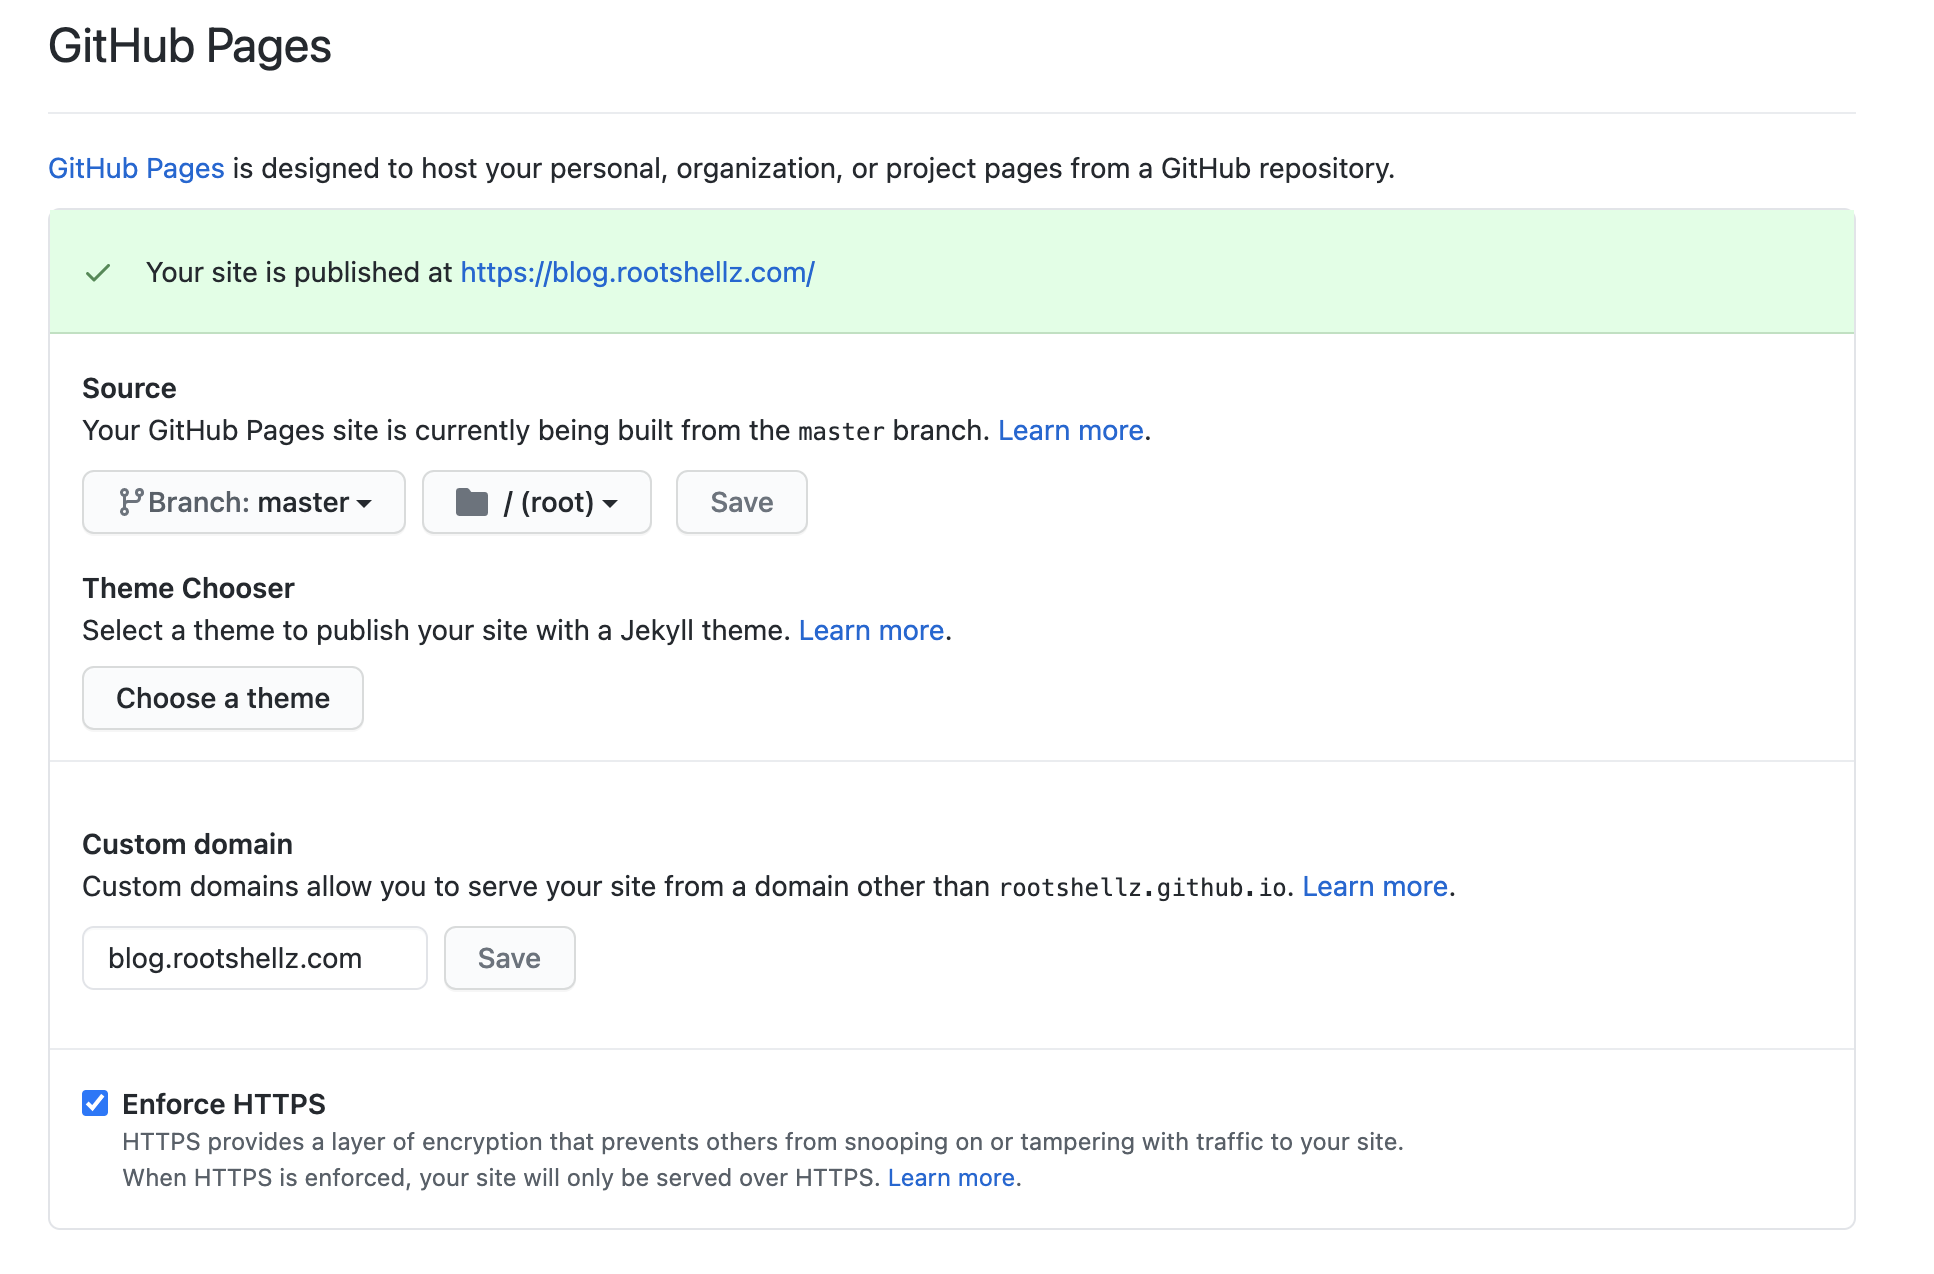 GitHub Pages
GitHub Pages is designed to host your personal, organization, or project pages from a GitHub repository.
Your site is published at https://blog.rootshellz.com/
Source
Your GitHub Pages site is currently being built from the master branch. Learn more.
Branch: master / (root) Save
Theme Chooser
Select a theme to publish your site with a Jekyll theme. Learn more.
Choose a theme
Custom domain
Custom domains allow you to serve your site from a domain other than rootshellz.github.io. Learn more.
blog.rootshellz.com Save
Enforce HTTPS
HTTPS provides a layer of encryption that prevents others from snooping on or tampering with traffic to your site.
When HTTPS is enforced, your site will only be served over HTTPS. Learn more.